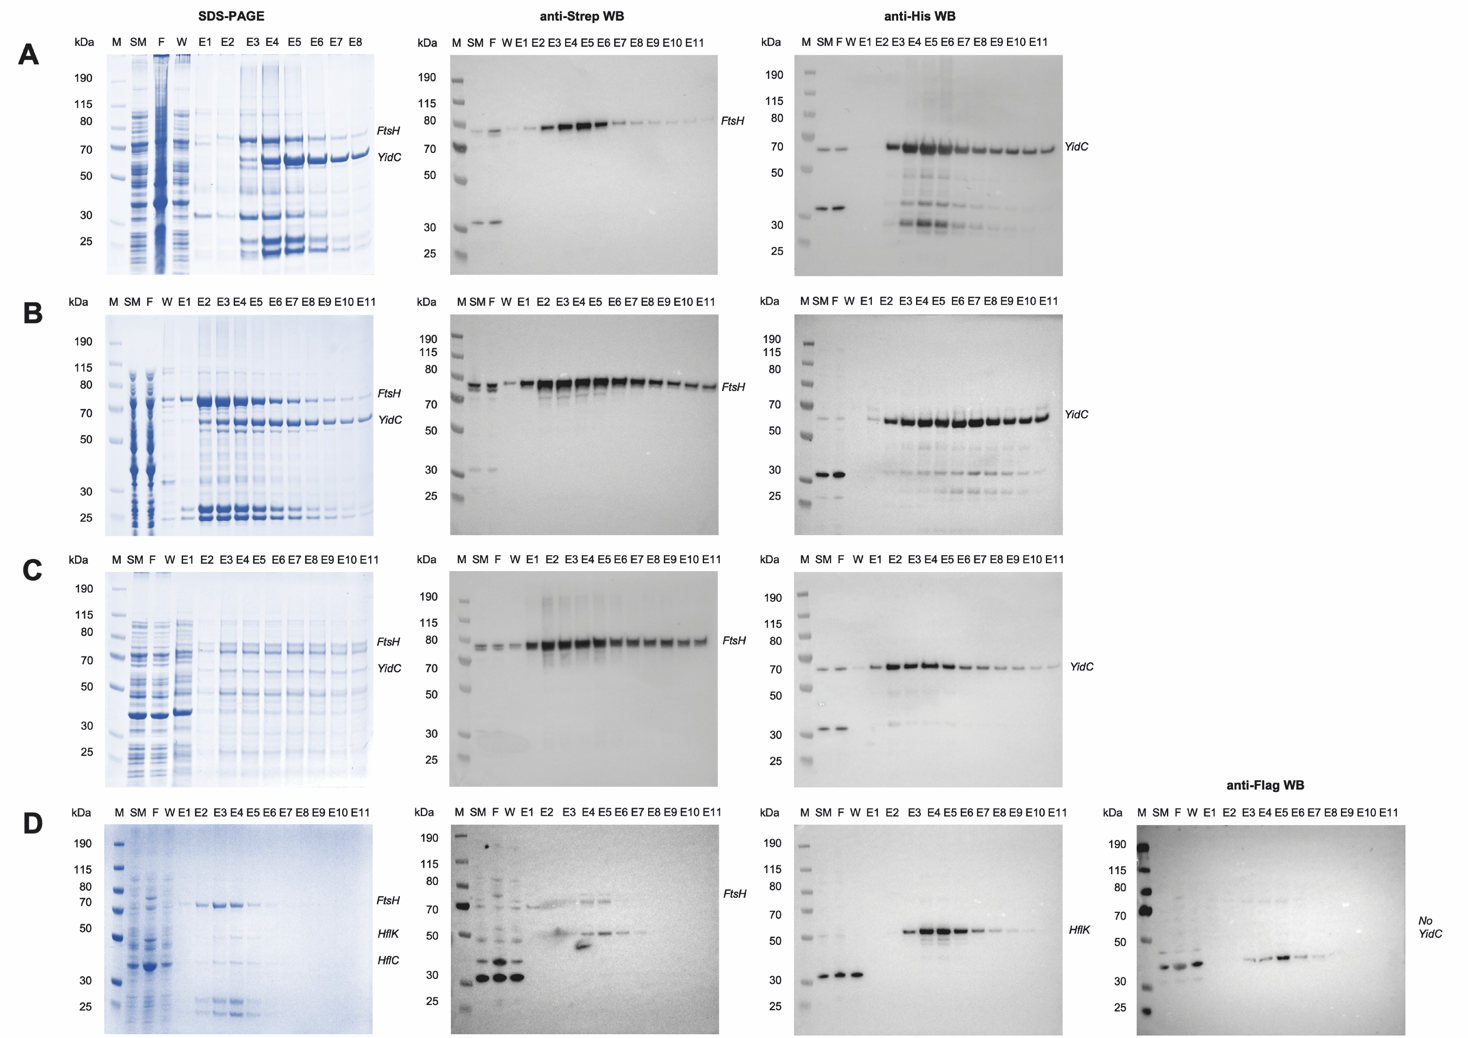 SDS-PAGE
anti-Strep WB
anti-His WB
A
kDa M SM F W E1 E2 E3 E4 E5 E6 E7 E8
190
115
80
70
50
30
25
FtsH
YidC
kDa M SM F W E1 E2 E3 E4 E5 E6 E7 E8 E9 E10 E11
190
115
80
70
50
30
25
FtsH
kDa M SM F W E1 E2 E3 E4 E5 E6 E7 E8 E9 E10 E11
190
115
80
70
50
30
25
YidC
B
kDa M SM F W E1 E2 E3 E4 E5 E6 E7 E8 E9 E10 E11
190
115
80
70
50
30
25
FtsH
YidC
kDa M SM F W E1 E2 E3 E4 E5 E6 E7 E8 E9 E10 E11
190
115
80
70
50
30
25
FtsH
kDa M SM F W E1 E2 E3 E4 E5 E6 E7 E8 E9 E10 E11
190
115
80
70
50
30
25
YidC
C
kDa M SM F W E1 E2 E3 E4 E5 E6 E7 E8 E9 E10 E11
190
115
80
70
50
30
25
FtsH
YidC
kDa M SM F W E1 E2 E3 E4 E5 E6 E7 E8 E9 E10 E11
190
115
80
70
50
30
25
FtsH
kDa M SM F W E1 E2 E3 E4 E5 E6 E7 E8 E9 E10 E11
190
115
80
70
50
30
25
YidC
anti-Flag WB
D
kDa M SM F W E1 E2 E3 E4 E5 E6 E7 E8 E9 E10 E11
190
115
80
70
50
30
25
FtsH
HflK
HflC
kDa M SM F W E1 E2 E3 E4 E5 E6 E7 E8 E9 E10 E11
190
115
80
70
50
30
25
FtsH
kDa M SM F W E1 E2 E3 E4 E5 E6 E7 E8 E9 E10 E11
190
115
80
70
50
30
25
HflK
kDa M SM F W E1 E2 E3 E4 E5 E6 E7 E8 E9 E10 E11
190
115
80
70
50
30
25
No
YidC